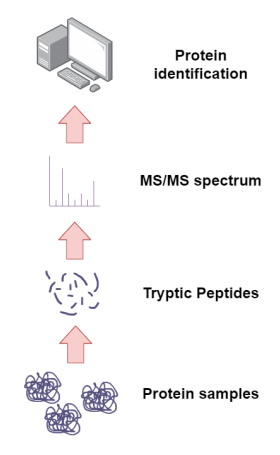 Protein
identification
MS/MS spectrum
Tryptic Peptides
Protein samples